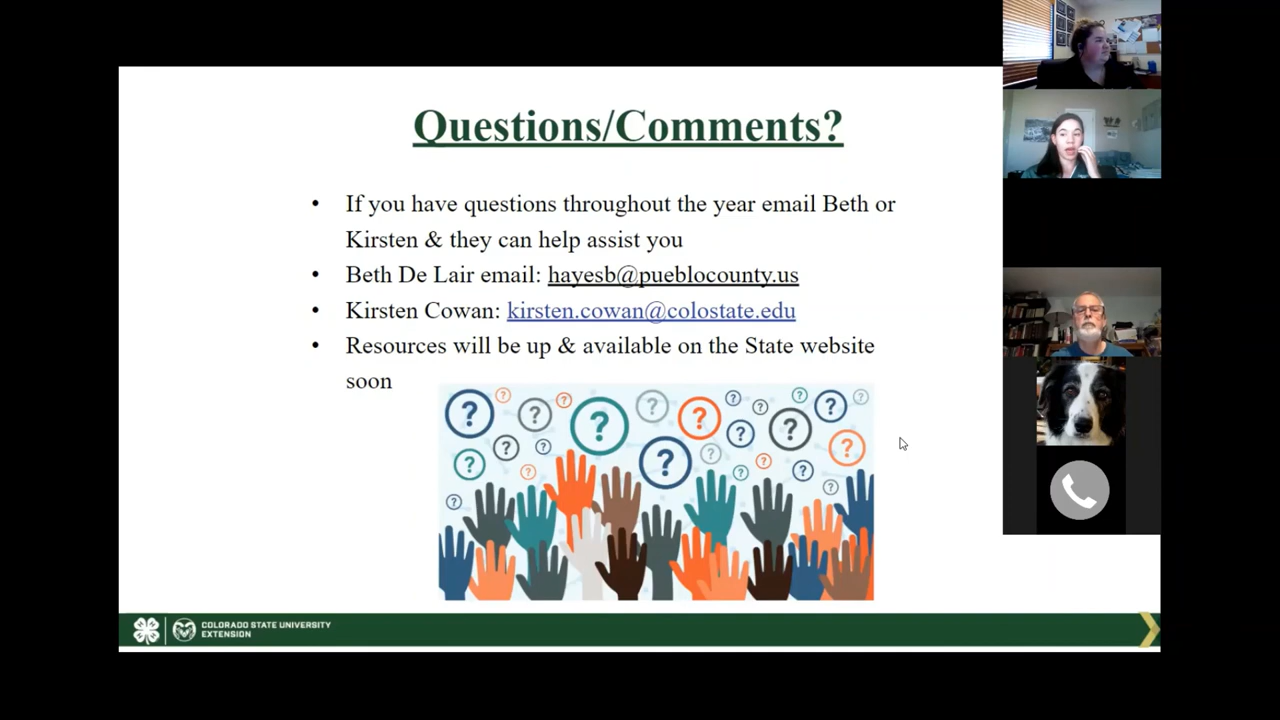 Questions/Comments?
• If you have questions throughout the year email Beth or
Kirsten & they can help assist you
• Beth De Lair email: hayesb@pueblocounty.us
• Kirsten Cowan: kirsten.cowan@colostate.edu
• Resources will be up & available on the State website
soon
COLORADO STATE UNIVERSITY
EXTENSION